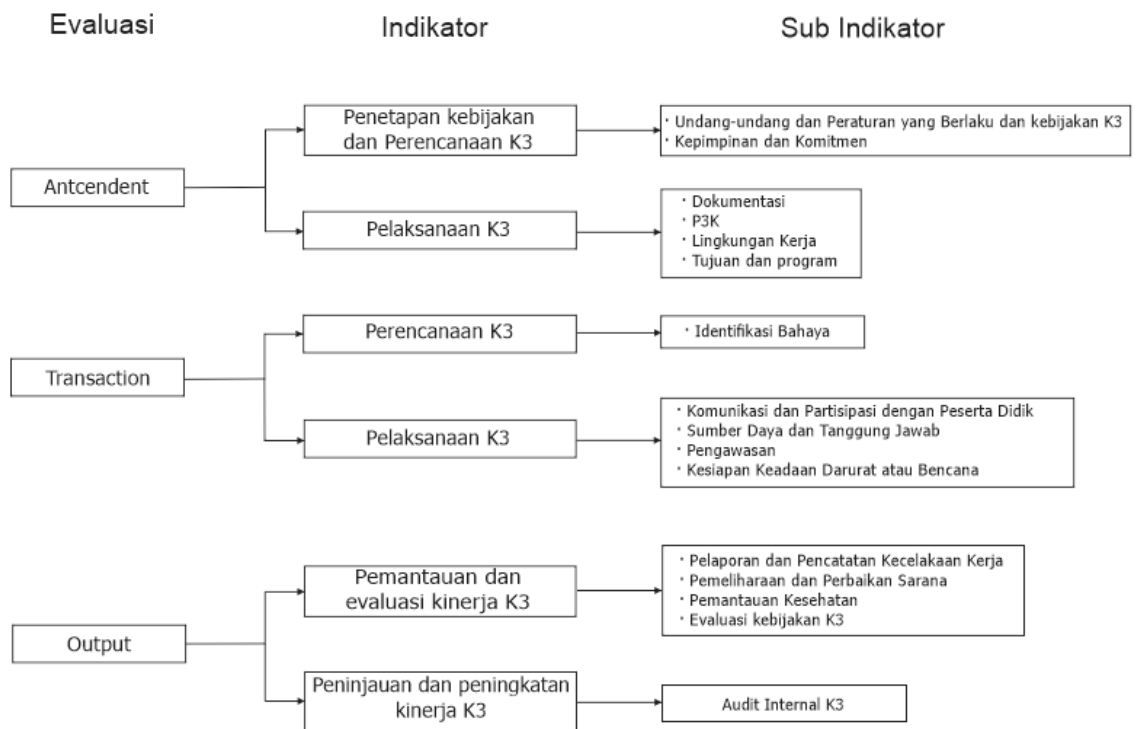 Evaluasi
Indikator
Sub Indikator
Antcendent
Penetapan kebijakan
dan Perencanaan K3
· Undang-undang dan Peraturan yang Berlaku dan kebijakan K3
· Kepimpinan dan Komitmen
Pelaksanaan K3
· Dokumentasi
· P3K
· Lingkungan Kerja
· Tujuan dan program
Transaction
Perencanaan K3
· Identifikasi Bahaya
Pelaksanaan K3
· Komunikasi dan Partisipasi dengan Peserta Didik
· Sumber Daya dan Tanggung Jawab
· Pengawasan
· Kesiapan Keadaan Darurat atau Bencana
Output
Pemantauan dan
evaluasi kinerja K3
· Pelaporan dan Pencatatan Kecelakaan Kerja
· Pemeliharaan dan Perbaikan Sarana
· Pemantauan Kesehatan
· Evaluasi kebijakan K3
Peninjauan dan peningkatan
kinerja K3
Audit Internal K3